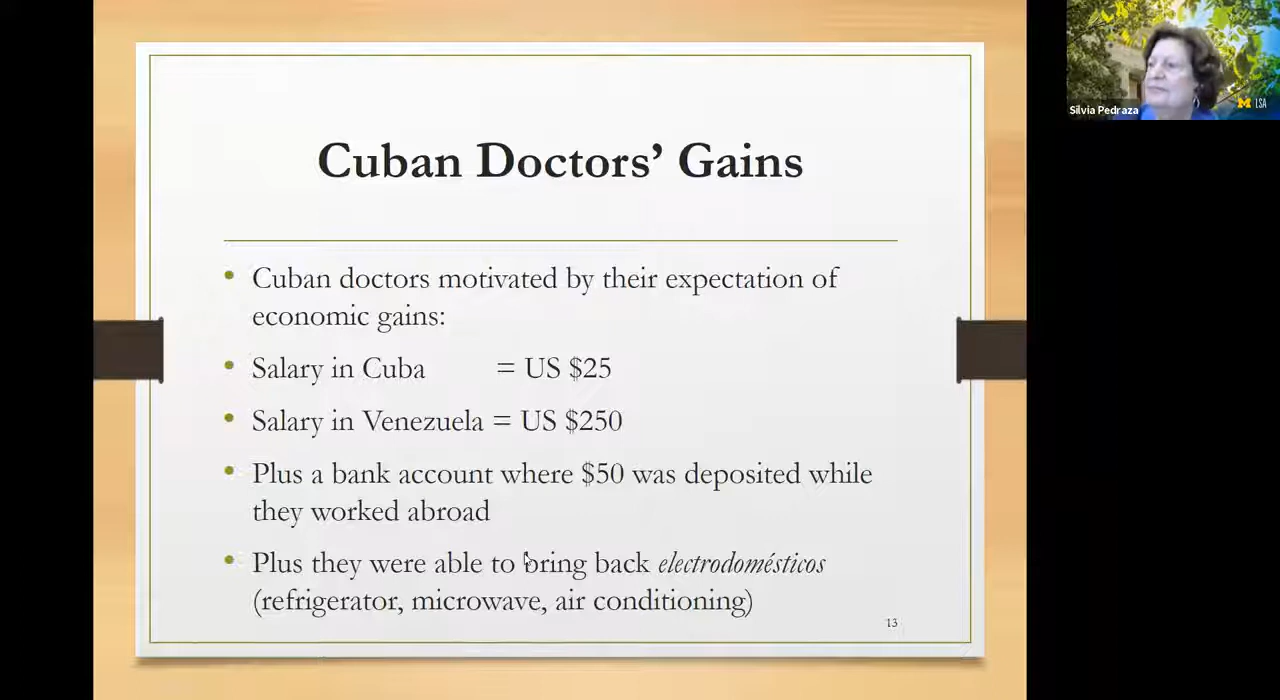 Cuban Doctors’ Gains
• Cuban doctors motivated by their expectation of
economic gains:
• Salary in Cuba = US $25
• Salary in Venezuela = US $250
• Plus a bank account where $50 was deposited while
they worked abroad
• Plus they were able to bring back electrodomésticos
(refrigerator, microwave, air conditioning)
13
Silvia Pedraza
M LSA